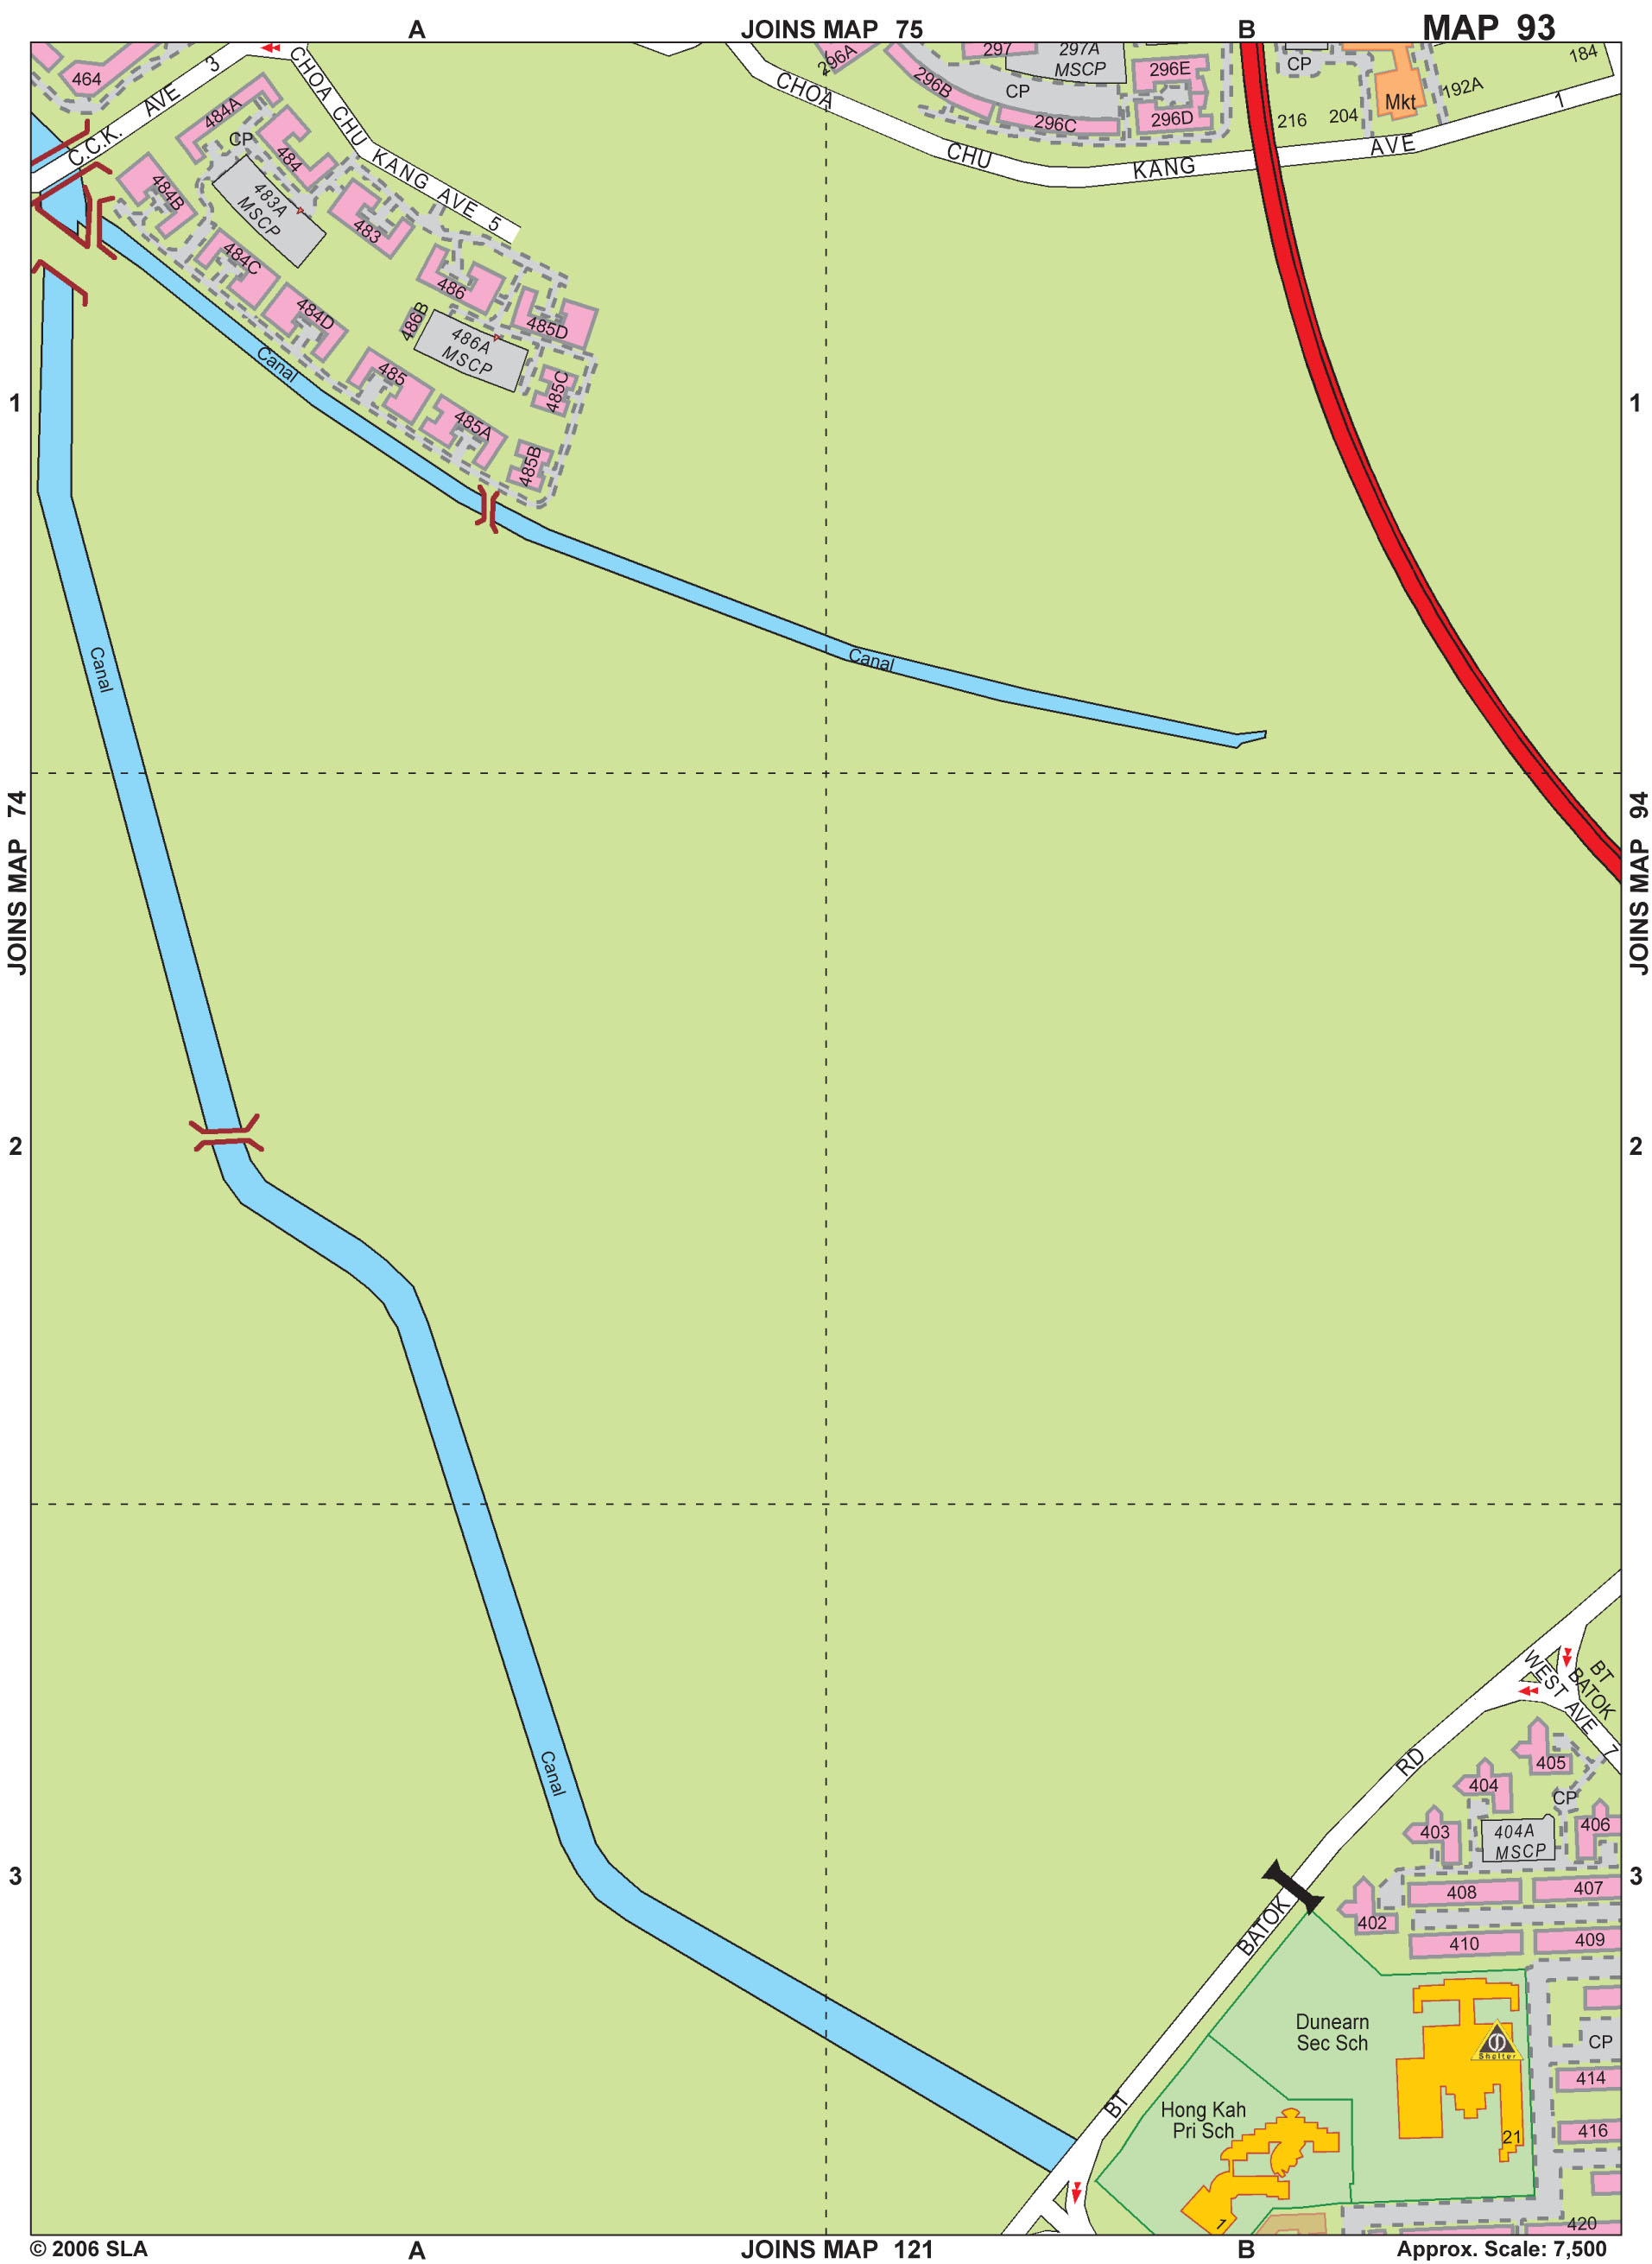 A
JOINS MAP 75
B
MAP 93
464
C.C.K. AVE 3
CHOA CHU KANG AVE 5
484A
CP
484
483A
MSCP
484B
483
484C
484D
486
486B
486A
MSCP
485D
485
485C
485A
485B
Canal
296A
297
297A
MSCP
296B
CP
296C
296E
296D
CP
Mkt
192A
184
216
204
CHOA CHU KANG AVE 1
1
1
Canal
Canal
JOINS MAP 74
JOINS MAP 94
2
2
Canal
BT BATOK
WEST AVE 7
BT BATOK RD
405
404
CP
403
404A
MSCP
406
3
3
408
407
402
410
409
Dunearn
Sec Sch
Shelter
CP
414
Hong Kah
Pri Sch
416
21
1
420
© 2006 SLA
A
JOINS MAP 121
B
Approx. Scale: 7,500